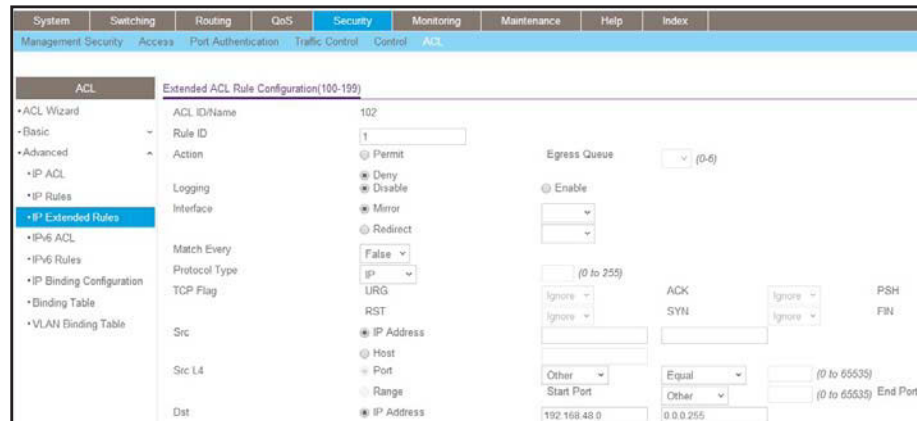 System Switching Routing QoS Security Monitoring Maintenance Help Index
Management Security Access Port Authentication Traffic Control Control ACL
ACL
•ACL Wizard
•Basic
•Advanced
•IP ACL
•IP Rules
•IP Extended Rules
•IPv6 ACL
•IPv6 Rules
•IP Binding Configuration
•Binding Table
•VLAN Binding Table
Extended ACL Rule Configuration(100-199)
ACL ID/Name 102
Rule ID 1
Action Permit Egress Queue (0-6)
Deny
Logging Disable Enable
Interface Mirror
Redirect
Match Every False
Protocol Type IP (0 to 255)
TCP Flag URG Ignore ACK Ignore PSH
RST Ignore SYN Ignore FIN
Src IP Address
Host
Src L4 Port Other Equal (0 to 65535)
Range Start Port Other (0 to 65535) End Port
Dst IP Address 192.168.48.0 0.0.0.255